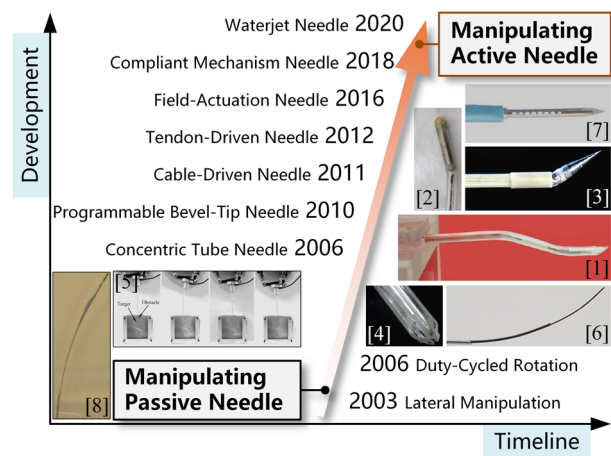 Waterjet Needle 2020
Manipulating
Active Needle
Compliant Mechanism Needle 2018
Field-Actuation Needle 2016
[7]
Tendon-Driven Needle 2012
[2]
[3]
Cable-Driven Needle 2011
Programmable Bevel-Tip Needle 2010
Concentric Tube Needle 2006
[1]
[5]
Target
Obstacle
[4]
[6]
2006 Duty-Cycled Rotation
Manipulating
Passive Needle
[8]
2003 Lateral Manipulation
Development
Timeline